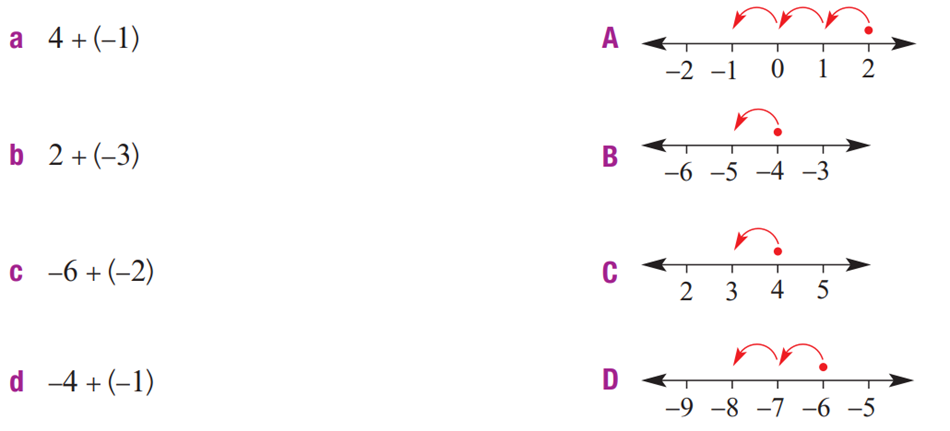 a 4 + (–1)
A
–2 –1 0 1 2
b 2 + (–3)
B
–6 –5 –4 –3
c –6 + (–2)
C
2 3 4 5
d –4 + (–1)
D
–9 –8 –7 –6 –5